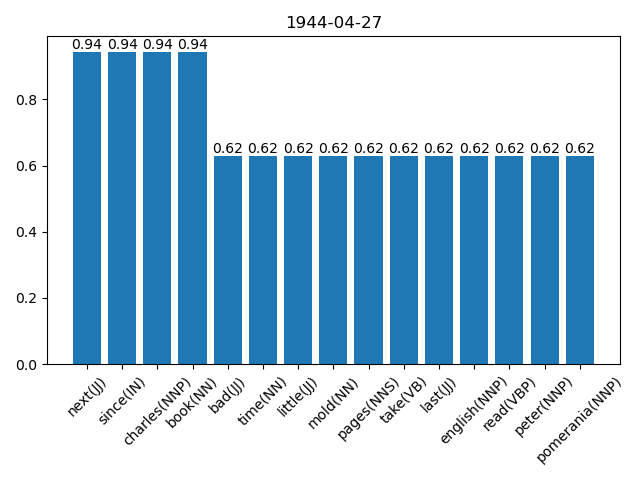 1944-04-27
0.94 0.94 0.94 0.94
0.62 0.62 0.62 0.62 0.62 0.62 0.62 0.62 0.62 0.62 0.62
0.8
0.6
0.4
0.2
0.0
next(JJ)
since(IN)
charles(NNP)
book(NN)
bad(JJ)
time(NN)
little(JJ)
mold(NN)
pages(NNS)
take(VB)
last(JJ)
english(NNP)
read(VBP)
peter(NNP)
pomerania(NNP)